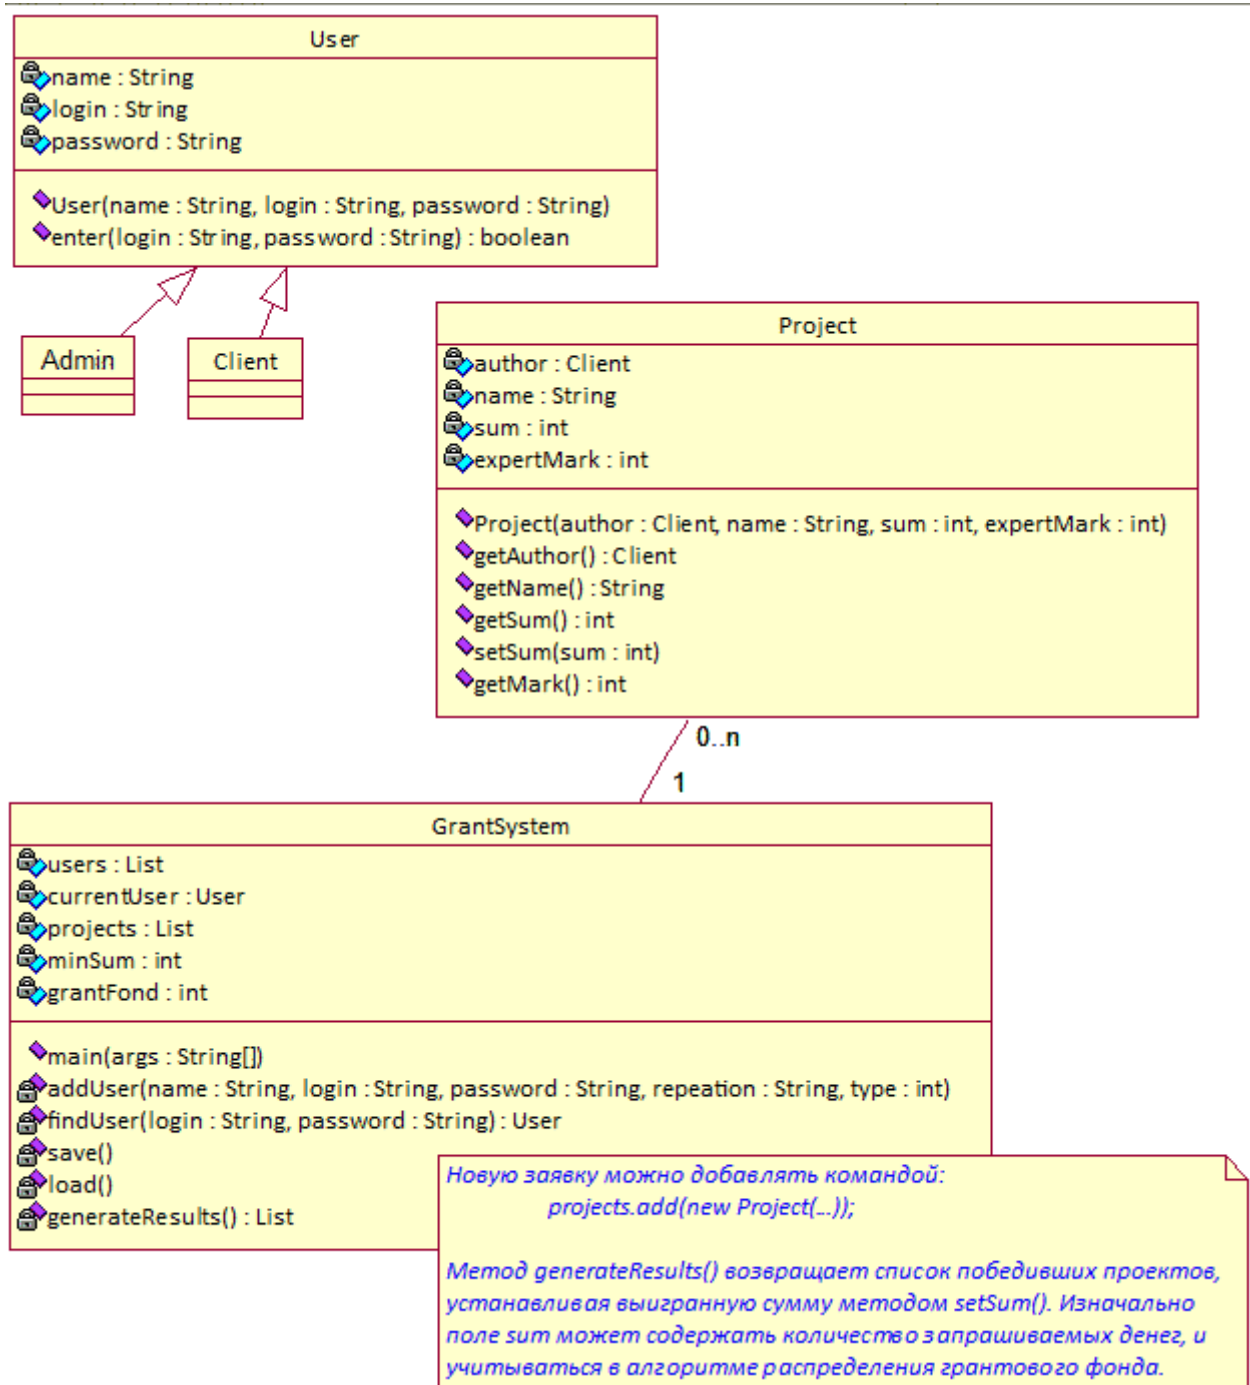 User
name : String
login : String
password : String
User(name : String, login : String, password : String)
enter(login : String, password : String) : boolean
Admin
Client
Project
author : Client
name : String
sum : int
expertMark : int
Project(author : Client, name : String, sum : int, expertMark : int)
getAuthor() : Client
getName() : String
getSum() : int
setSum(sum : int)
getMark() : int
0..n
1
GrantSystem
users : List
currentUser : User
projects : List
minSum : int
grantFond : int
main(args : String[])
addUser(name : String, login : String, password : String, repeation : String, type : int)
findUser(login : String, password : String) : User
save()
load()
generateResults() : List
Новую заявку можно добавлять командой:
projects.add(new Project(...));
Метод generateResults() возвращает список победивших проектов,
устанавливая выигранную сумму методом setSum(). Изначально
поле sum может содержать количество запрашиваемых денег, и
учитываться в алгоритме распределения грантового фонда.